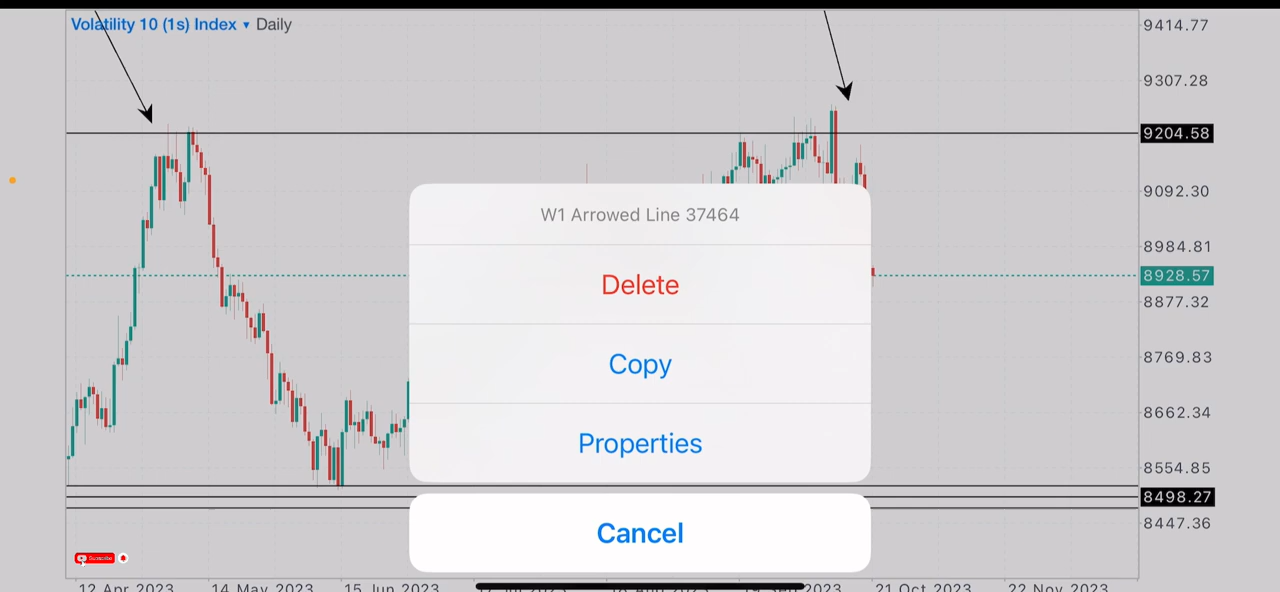 Volatility 10 (1s) Index ▾ Daily
9414.77
9307.28
9204.58
9092.30
8984.81
8928.57
8877.32
8769.83
8662.34
8554.85
8498.27
8447.36
W1 Arrowed Line 37464
Delete
Copy
Properties
Cancel
Subscribe
12 Apr 2023 14 May 2023 15 Jun 2023 2023 21 Oct 2023 22 Nov 2023